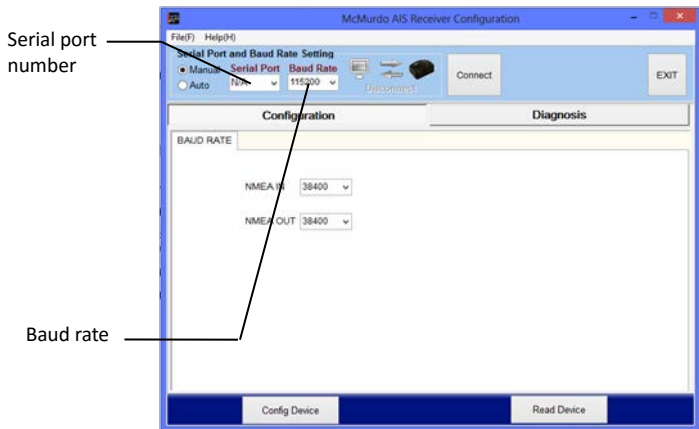 McMurdo AIS Receiver Configuration
File(F) Help(H)
Serial port
number
Serial Port and Baud Rate Setting
Manual Serial Port Baud Rate
N/A 115200
Auto
Disconnect
Connect
EXIT
Configuration Diagnosis
BAUD RATE
NMEA IN 38400
NMEA OUT 38400
Baud rate
Config Device Read Device